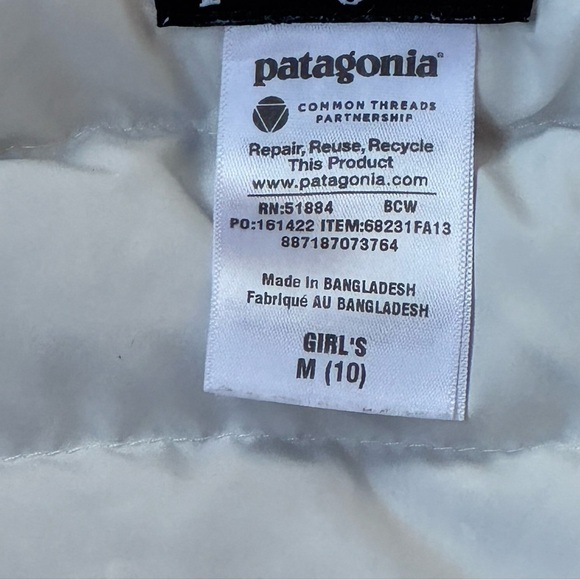 patagonia®
COMMON THREADS
PARTNERSHIP
Repair, Reuse, Recycle
This Product
www.patagonia.com
RN:51884 BCW
PO:161422 ITEM:68231FA13
887187073764
Made In BANGLADESH
Fabriqué AU BANGLADESH
GIRL'S
M (10)